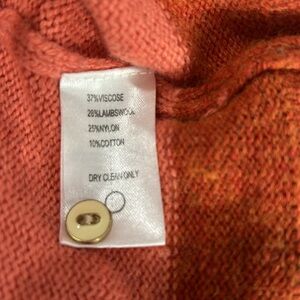 37%VISCOSE
28%LAMBSWOOL
25%NYLON
10%COTTON
DRY CLEAN ONLY